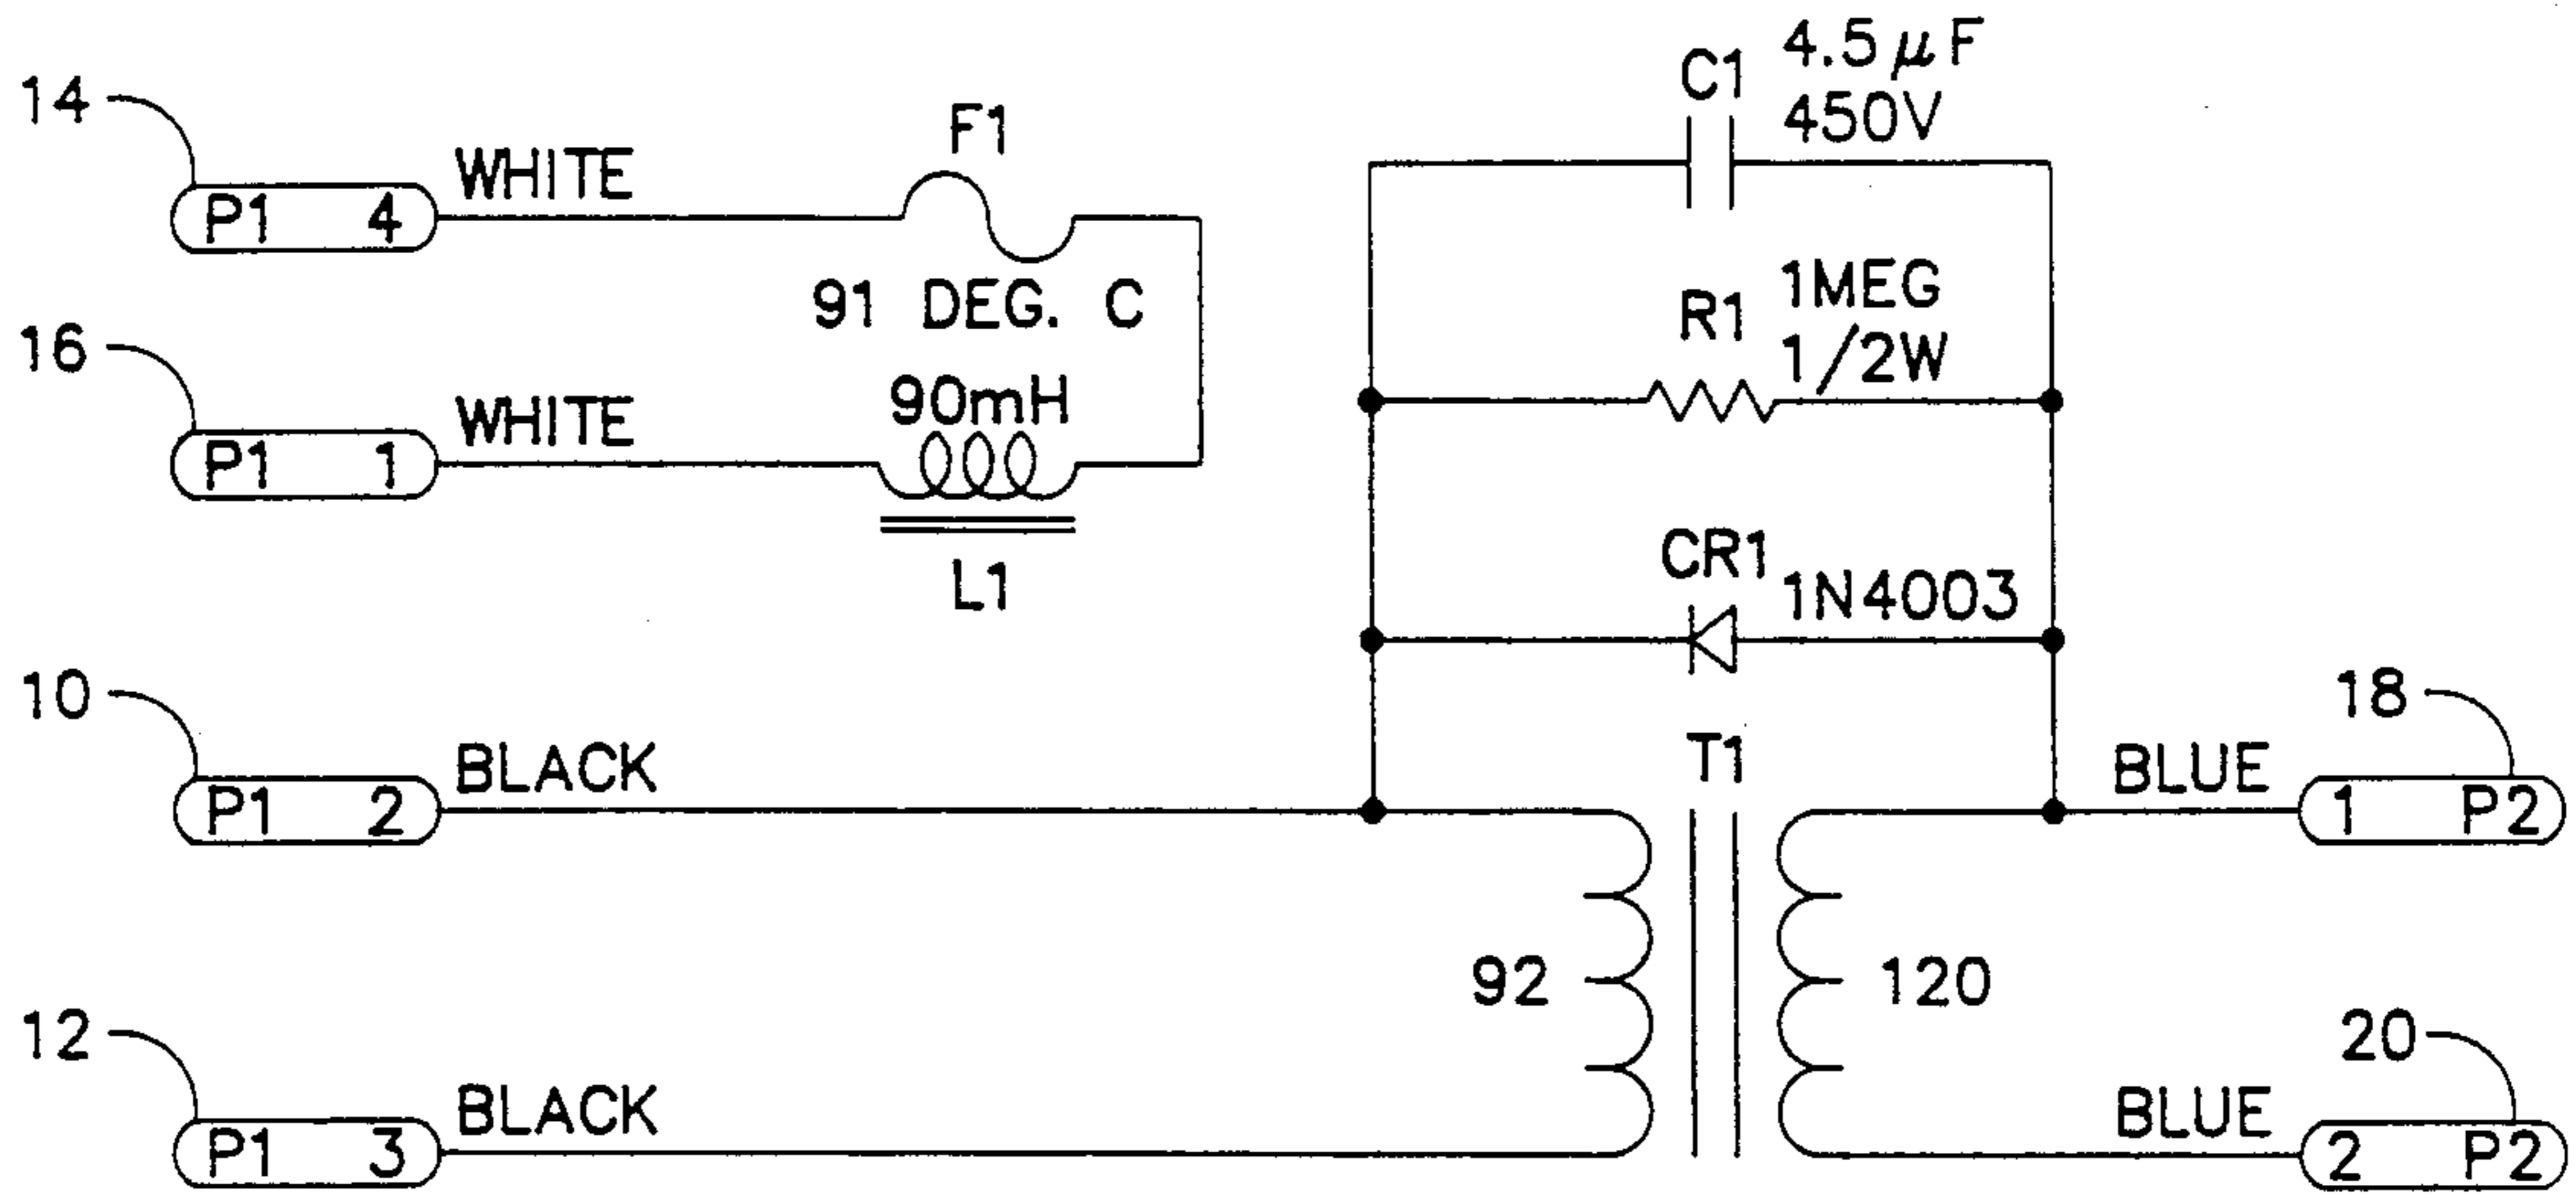 14
P1 4
WHITE
F1
91 DEG. C
16
P1 1
WHITE
90mH
L1
C1
4.5 μF
450V
R1
1MEG
1/2W
CR1
1N4003
10
P1 2
BLACK
T1
BLUE
18
1 P2
92
120
12
P1 3
BLACK
BLUE
20
2 P2